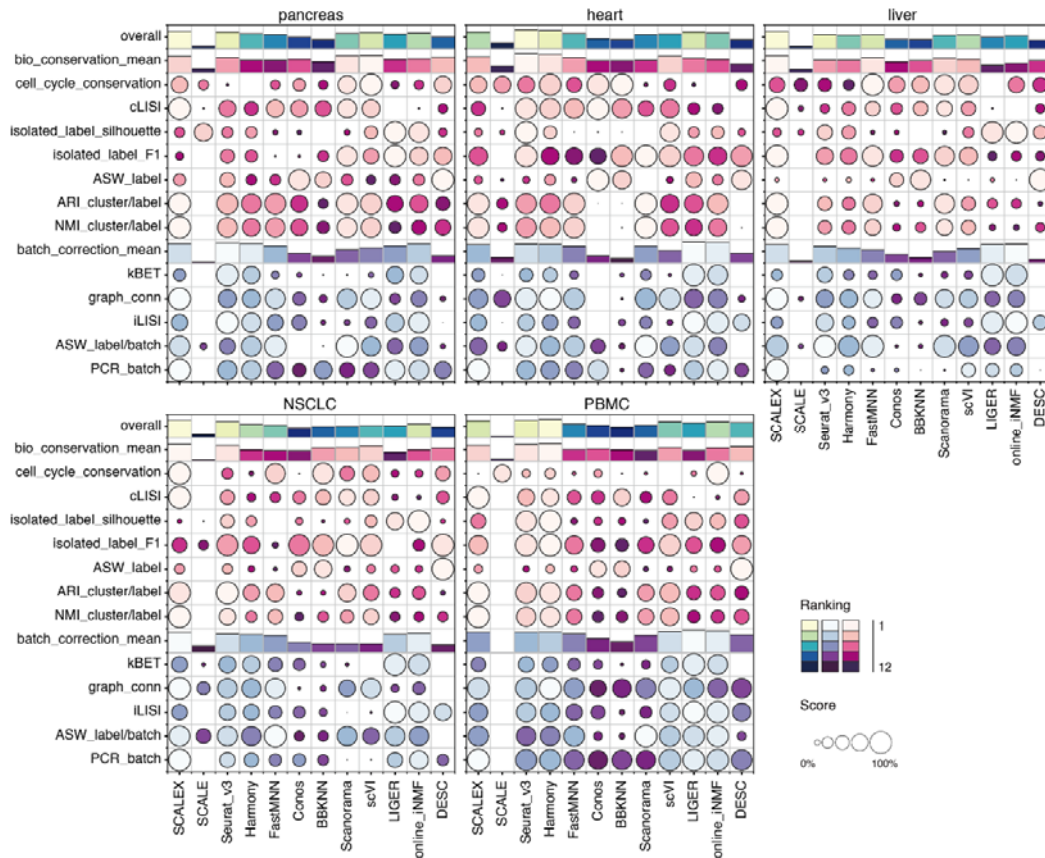 pancreas heart liver
overall
bio_conservation_mean
cell_cycle_conservation
cLISI
isolated_label_silhouette
isolated_label_F1
ASW_label
ARI_cluster/label
NMI_cluster/label
batch_correction_mean
kBET
graph_conn
iLISI
ASW_label/batch
PCR_batch
SCALEX
SCALE
Seurat_v3
Harmony
FastMNN
Conos
BBKNN
Scanorama
scVI
LIGER
online_iNMF
DESC
NSCLC PBMC
overall
bio_conservation_mean
cell_cycle_conservation
cLISI
isolated_label_silhouette
isolated_label_F1
ASW_label
ARI_cluster/label
NMI_cluster/label
batch_correction_mean
kBET
graph_conn
iLISI
ASW_label/batch
PCR_batch
SCALEX
SCALE
Seurat_v3
Harmony
FastMNN
Conos
BBKNN
Scanorama
scVI
LIGER
online_iNMF
DESC
SCALEX
SCALE
Seurat_v3
Harmony
FastMNN
Conos
BBKNN
Scanorama
scVI
LIGER
online_iNMF
DESC
Ranking
1
12
Score
0% 100%